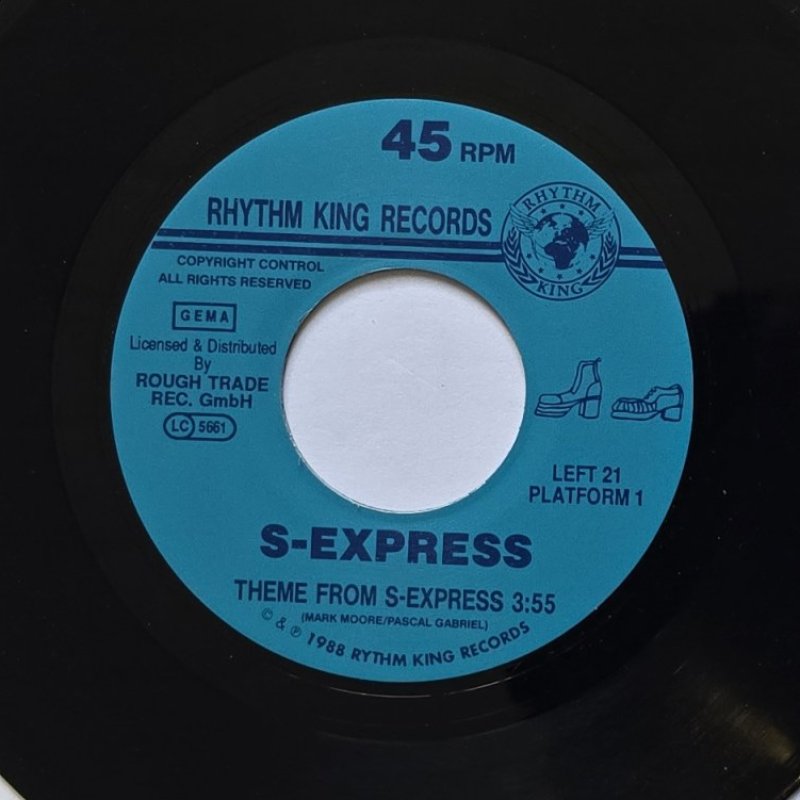 45 RPM
RHYTHM KING RECORDS
RHYTHM
KING
COPYRIGHT CONTROL
ALL RIGHTS RESERVED
GEMA
Licensed & Distributed
By
ROUGH TRADE
REC. GmbH
LC 5661
LEFT 21
PLATFORM 1
S-EXPRESS
THEME FROM S-EXPRESS 3:55
(MARK MOORE/PASCAL GABRIEL)
© & ℗ 1988 RYTHM KING RECORDS